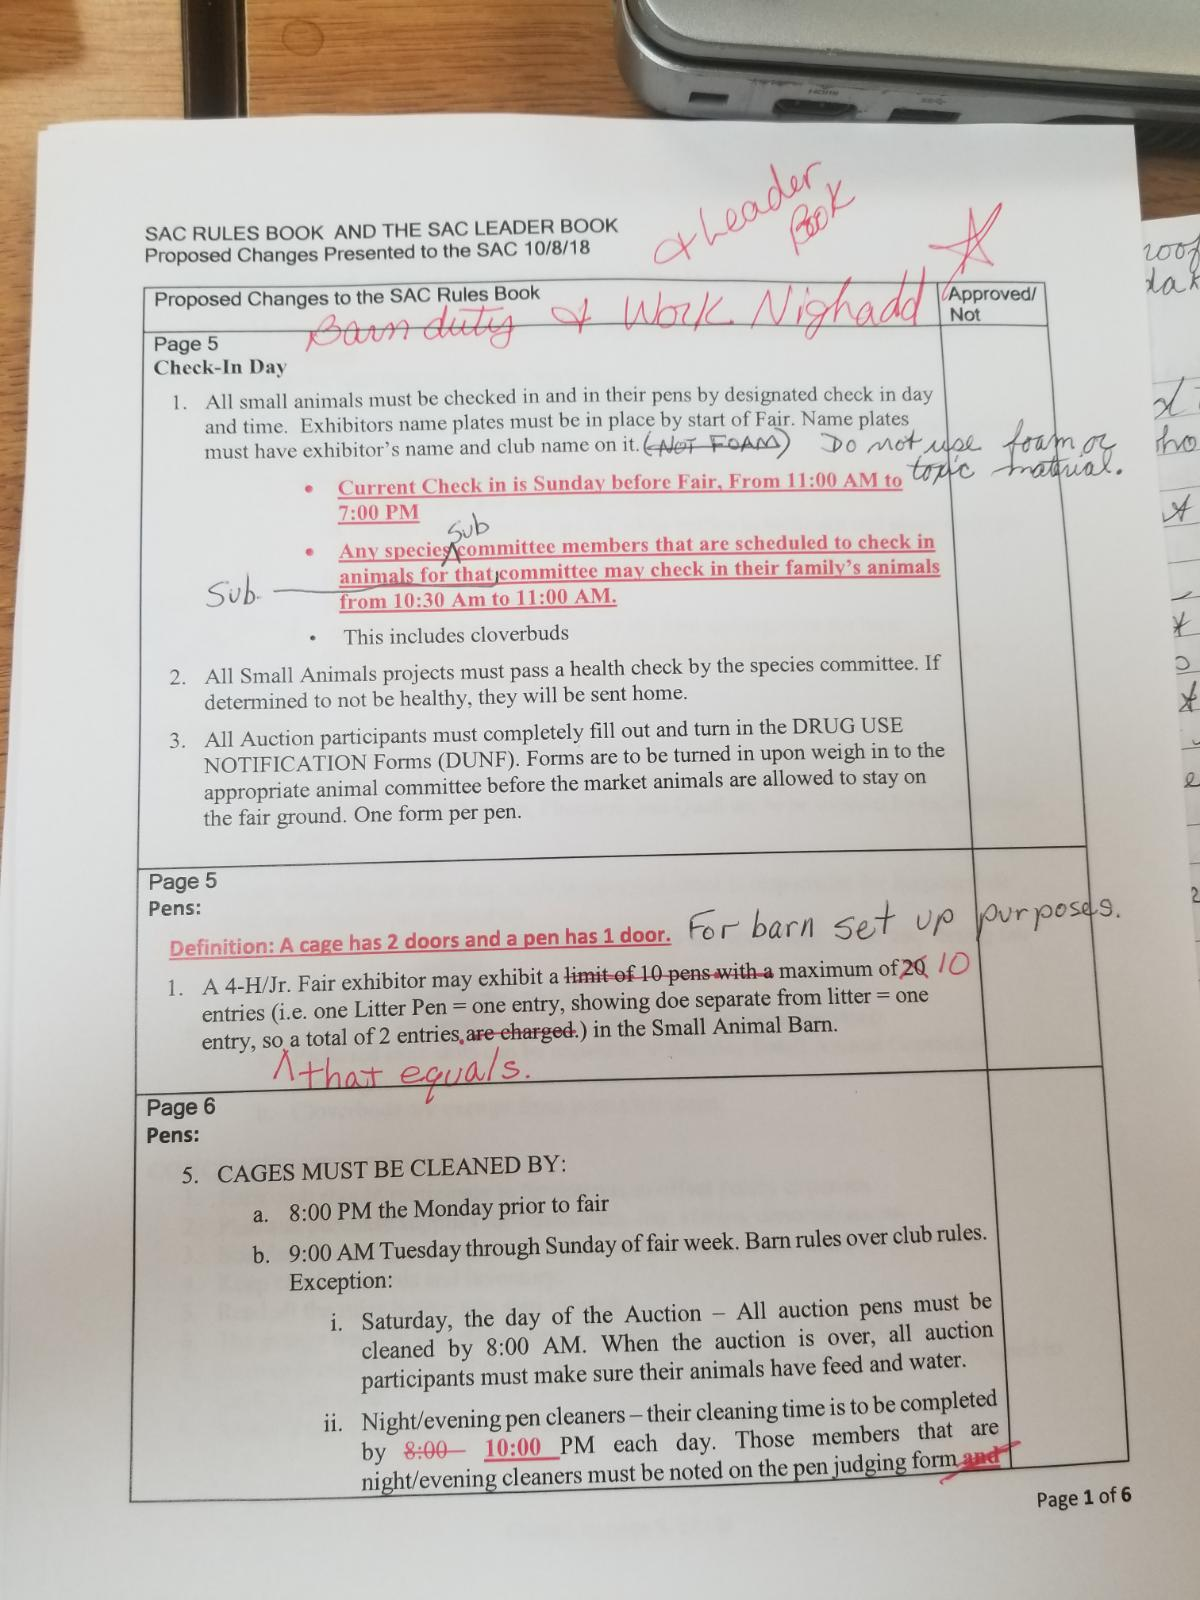 SAC RULES BOOK AND THE SAC LEADER BOOK
Proposed Changes Presented to the SAC 10/8/18
& Leader
Book
Proposed Changes to the SAC Rules Book
Approved/
Not
Barn duty & Work Nighadd
Page 5
Check-In Day
1. All small animals must be checked in and in their pens by designated check in day
and time. Exhibitors name plates must be in place by start of Fair. Name plates
must have exhibitor's name and club name on it. (NOT FOAM) Do not use foam or
topic material.
• Current Check in is Sunday before Fair, From 11:00 AM to
7:00 PM
Sub
• Any species committee members that are scheduled to check in
animals for that committee may check in their family's animals
Sub
from 10:30 Am to 11:00 AM.
• This includes cloverbuds
2. All Small Animals projects must pass a health check by the species committee. If
determined to not be healthy, they will be sent home.
3. All Auction participants must completely fill out and turn in the DRUG USE
NOTIFICATION Forms (DUNF). Forms are to be turned in upon weigh in to the
appropriate animal committee before the market animals are allowed to stay on
the fair ground. One form per pen.
Page 5
Pens:
Definition: A cage has 2 doors and a pen has 1 door. For barn set up purposes.
1. A 4-H/Jr. Fair exhibitor may exhibit a limit of 10 pens with a maximum of 20 10
entries (i.e. one Litter Pen = one entry, showing doe separate from litter = one
entry, so a total of 2 entries are charged.) in the Small Animal Barn.
that equals.
Page 6
Pens:
5. CAGES MUST BE CLEANED BY:
a. 8:00 PM the Monday prior to fair
b. 9:00 AM Tuesday through Sunday of fair week. Barn rules over club rules.
Exception:
i. Saturday, the day of the Auction – All auction pens must be
cleaned by 8:00 AM. When the auction is over, all auction
participants must make sure their animals have feed and water.
ii. Night/evening pen cleaners – their cleaning time is to be completed
by 8:00 10:00 PM each day. Those members that are
night/evening cleaners must be noted on the pen judging form and
Page 1 of 6